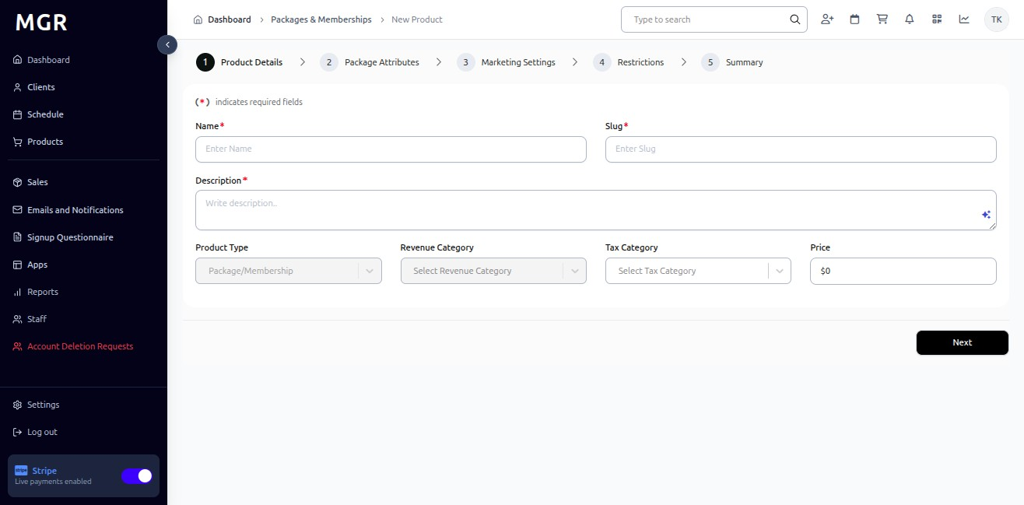 MGR
Dashboard
Clients
Schedule
Products
Sales
Emails and Notifications
Signup Questionnaire
Apps
Reports
Staff
Account Deletion Requests
Settings
Log out
stripe Stripe
Live payments enabled
Dashboard > Packages & Memberships > New Product
Type to search
TK
1 Product Details > 2 Package Attributes > 3 Marketing Settings > 4 Restrictions > 5 Summary
(*) indicates required fields
Name* Slug*
Enter Name Enter Slug
Description*
Write description..
Product Type Revenue Category Tax Category Price
Package/Membership Select Revenue Category Select Tax Category $0
Next